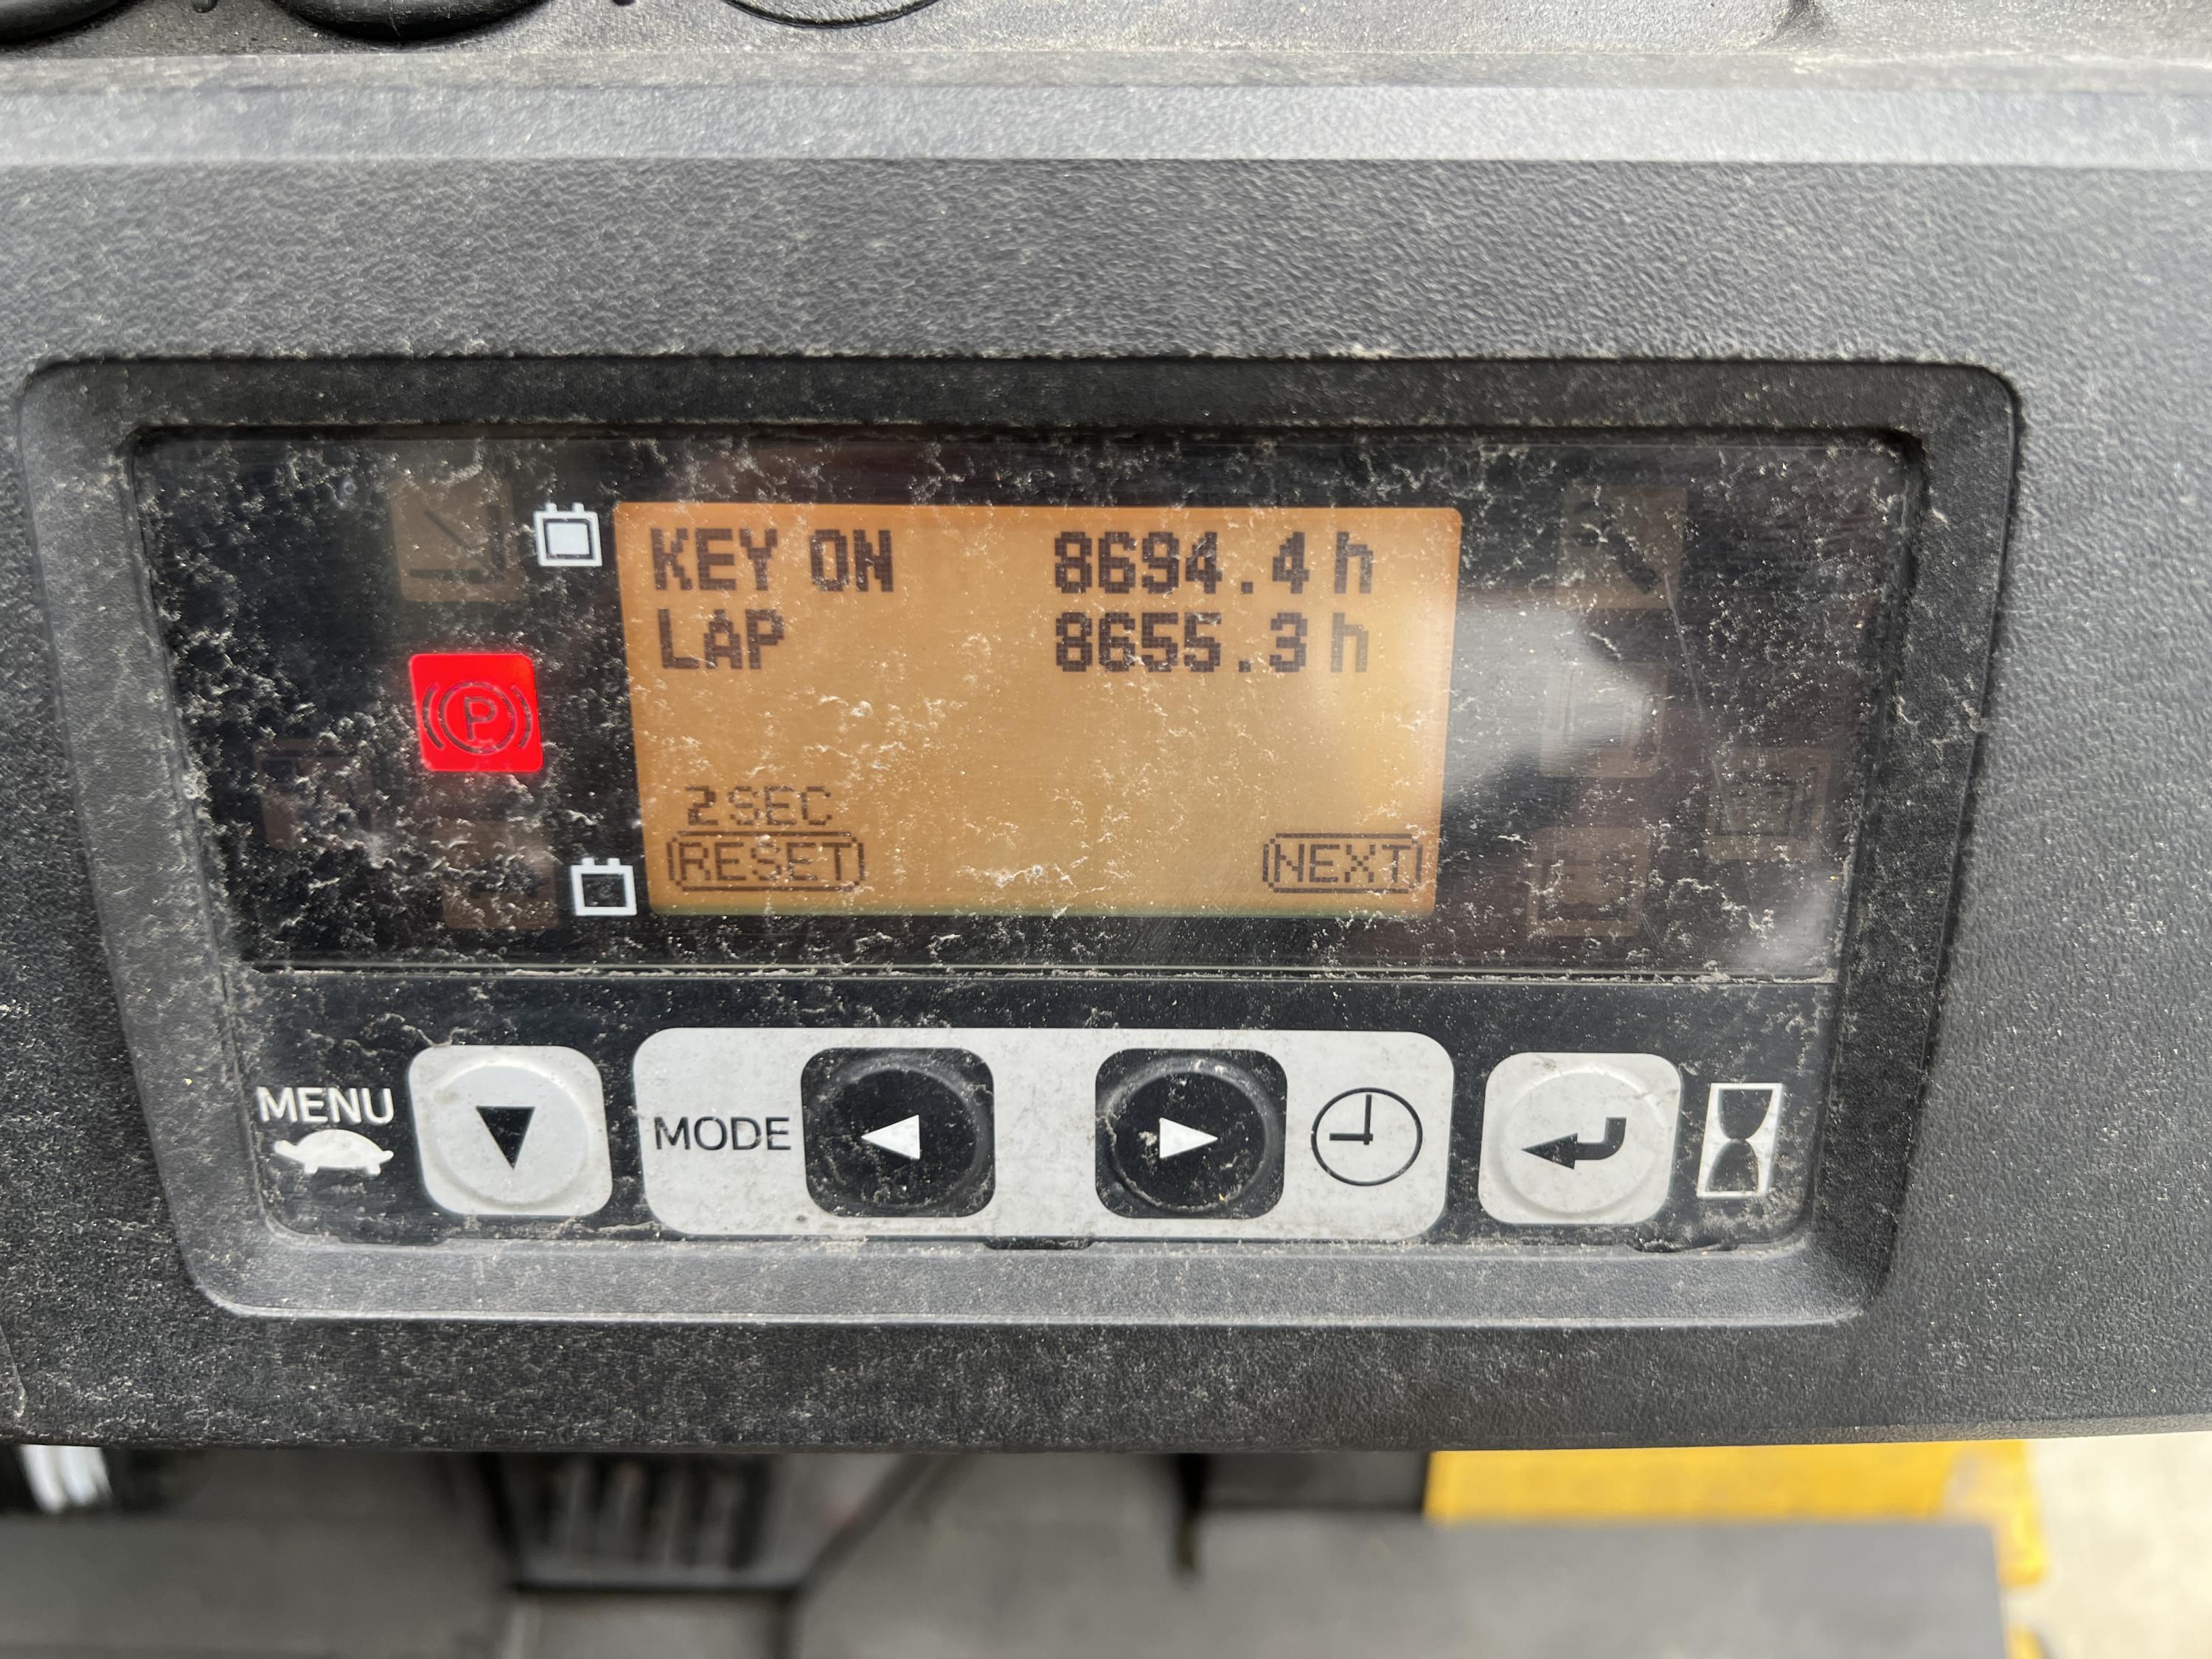 KEY ON 8694.4 h
LAP 8655.3 h
2 SEC
RESET NEXT
P
MENU MODE